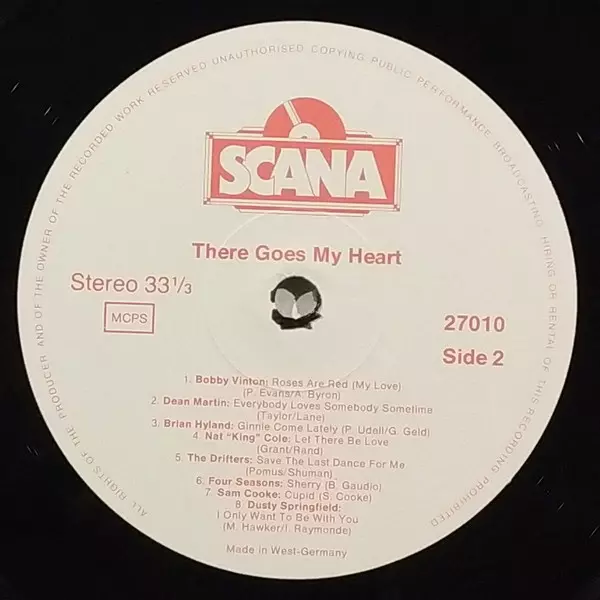 ALL RIGHTS OF THE PRODUCER AND OF THE OWNER OF THE RECORDED WORK RESERVED UNAUTHORISED COPYING PUBLIC PERFORMANCE BROADCASTING HIRING OR RENTAL OF THIS RECORDING PROHIBITED
SCANA
There Goes My Heart
Stereo 33 1/3
MCPS
27010
Side 2
1. Bobby Vinton: Roses Are Red (My Love)
(P. Evans/A. Byron)
2. Dean Martin: Everybody Loves Somebody Sometime
(Taylor/Lane)
3. Brian Hyland: Ginnie Come Lately (P. Udell/G. Geld)
4 Nat "King" Cole: Let There Be Love
(Grant/Rand)
5. The Drifters: Save The Last Dance For Me
(Pomus/Shuman)
6. Four Seasons: Sherry (B. Gaudio)
7. Sam Cooke: Cupid (S. Cooke)
8. Dusty Springfield:
I Only Want To Be With You
(M. Hawker/I. Raymonde)
Made in West-Germany